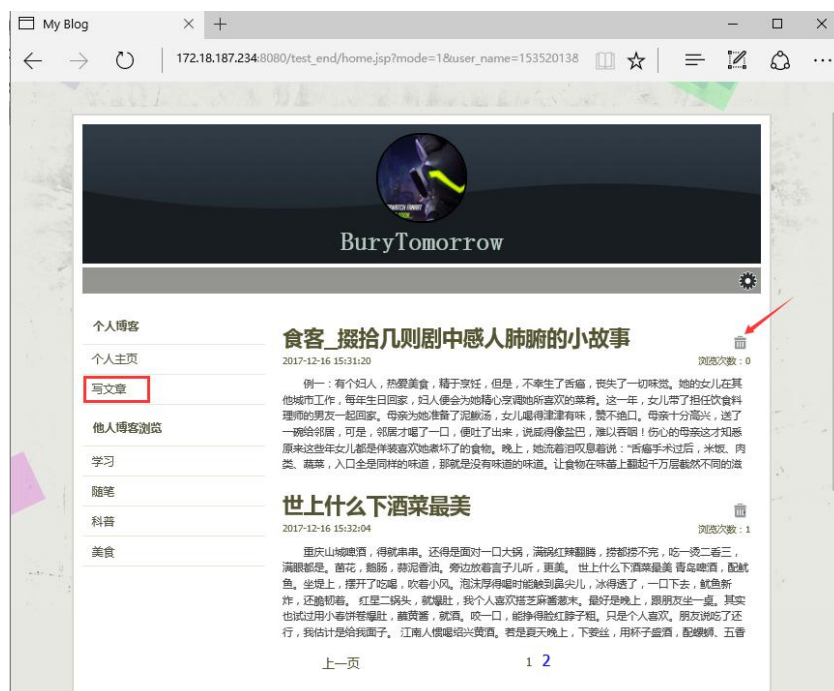 My Blog
172.18.187.234:8080/test_end/home.jsp?mode=1&user_name=153520138
BuryTomorrow
个人博客
个人主页
写文章
他人博客浏览
学习
随笔
科普
美食
食客_掇拾几则剧中感人肺腑的小故事
2017-12-16 15:31:20
浏览次数：0
例一：有个妇人，热爱美食，精于烹饪，但是，不幸生了舌癌，丧失了一切味觉。她的女儿在其
他城市工作，每年生日回家，妇人便会为她精心烹调她所喜欢的菜肴。这一年，女儿带了担任饮食料
理师的男友一起回家。母亲为她准备了泥鳅汤，女儿喝得津津有味，赞不绝口。母亲十分高兴，送了
一碗给邻居，可是，邻居才喝了一口，便吐了出来，说咸得像盐巴，难以吞咽！伤心的母亲这才知悉
原来这些年女儿都是佯装喜欢她煮坏了的食物。晚上，她流着泪叹息着说："舌癌手术过后，米饭、肉
类、蔬菜，入口全是同样的味道，那就是没有味道的味道。让食物在味蕾上翻起千万层截然不同的滋
世上什么下酒菜最美
2017-12-16 15:32:04
浏览次数：1
重庆山城啤酒，得就串串。还得是面对一口大锅，满锅红辣翻腾，捞都捞不完，吃一烫二看三，
满眼都是。菌花，鹅肠，蒜泥香油。旁边放着言子儿听，更美。 世上什么下酒菜最美 青岛啤酒，配鱿
鱼。坐堤上，摆开了吃喝，吹着小风。泡沫厚得喝时能触到鼻尖儿，冰得透了，一口下去，鱿鱼新
炸，还脆韧着。 红星二锅头，就爆肚，我个人喜欢搭芝麻酱葱末。最好是晚上，跟朋友坐一桌。其实
也试过用小春饼卷爆肚，蘸黄酱，就酒。咬一口，能挣得脸红脖子粗。只是个人喜欢。朋友说吃了还
行，我估计是给我面子。 江南人惯喝绍兴黄酒。若是夏天晚上，下菱丝，用杯子盛酒，配螺蛳、五香
上一页
1 2